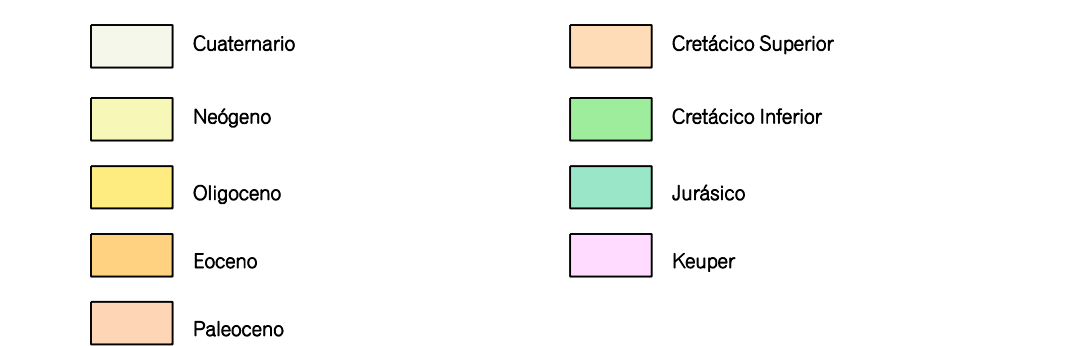 Cuaternario
Neógeno
Oligoceno
Eoceno
Paleoceno
Cretácico Superior
Cretácico Inferior
Jurásico
Keuper